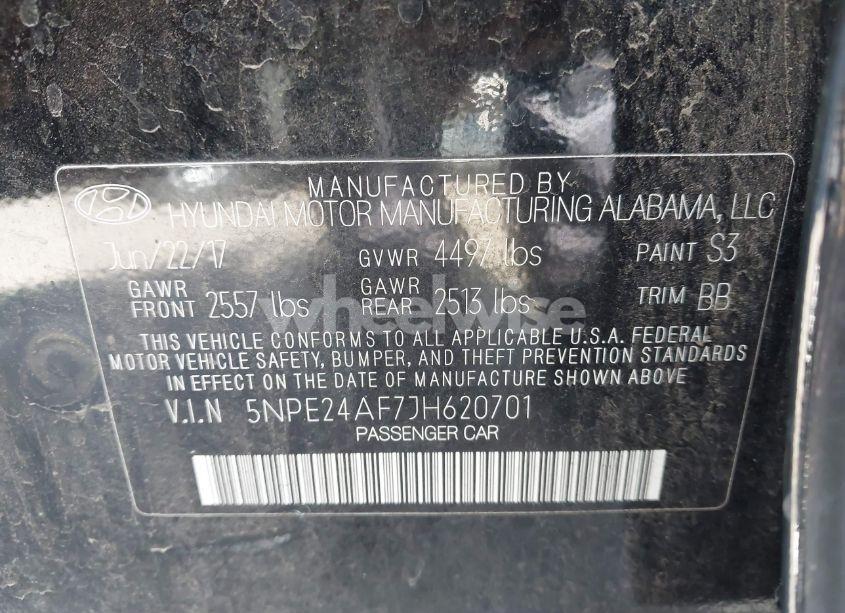 MANUFACTURED BY
HYUNDAI MOTOR MANUFACTURING ALABAMA, LLC
Jun/22/17 GVWR 4497 lbs PAINT S3
GAWR FRONT 2557 lbs GAWR REAR 2513 lbs TRIM BB
wheelwise
THIS VEHICLE CONFORMS TO ALL APPLICABLE U.S.A. FEDERAL
MOTOR VEHICLE SAFETY, BUMPER, AND THEFT PREVENTION STANDARDS
IN EFFECT ON THE DATE OF MANUFACTURE SHOWN ABOVE
V.I.N 5NPE24AF7JH620701
PASSENGER CAR